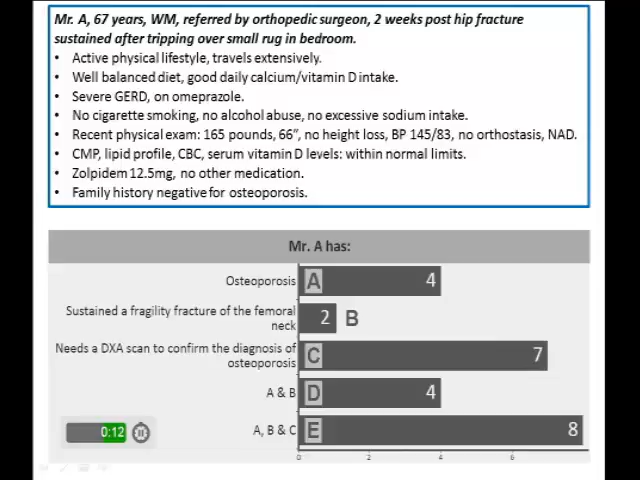 Mr. A, 67 years, WM, referred by orthopedic surgeon, 2 weeks post hip fracture
sustained after tripping over small rug in bedroom.
• Active physical lifestyle, travels extensively.
• Well balanced diet, good daily calcium/vitamin D intake.
• Severe GERD, on omeprazole.
• No cigarette smoking, no alcohol abuse, no excessive sodium intake.
• Recent physical exam: 165 pounds, 66”, no height loss, BP 145/83, no orthostasis, NAD.
• CMP, lipid profile, CBC, serum vitamin D levels: within normal limits.
• Zolpidem 12.5mg, no other medication.
• Family history negative for osteoporosis.
Mr. A has:
Osteoporosis A 4
Sustained a fragility fracture of the femoral
neck 2 B
Needs a DXA scan to confirm the diagnosis of
osteoporosis C 7
A & B D 4
A, B & C E 8
0:12
0 2 4 6